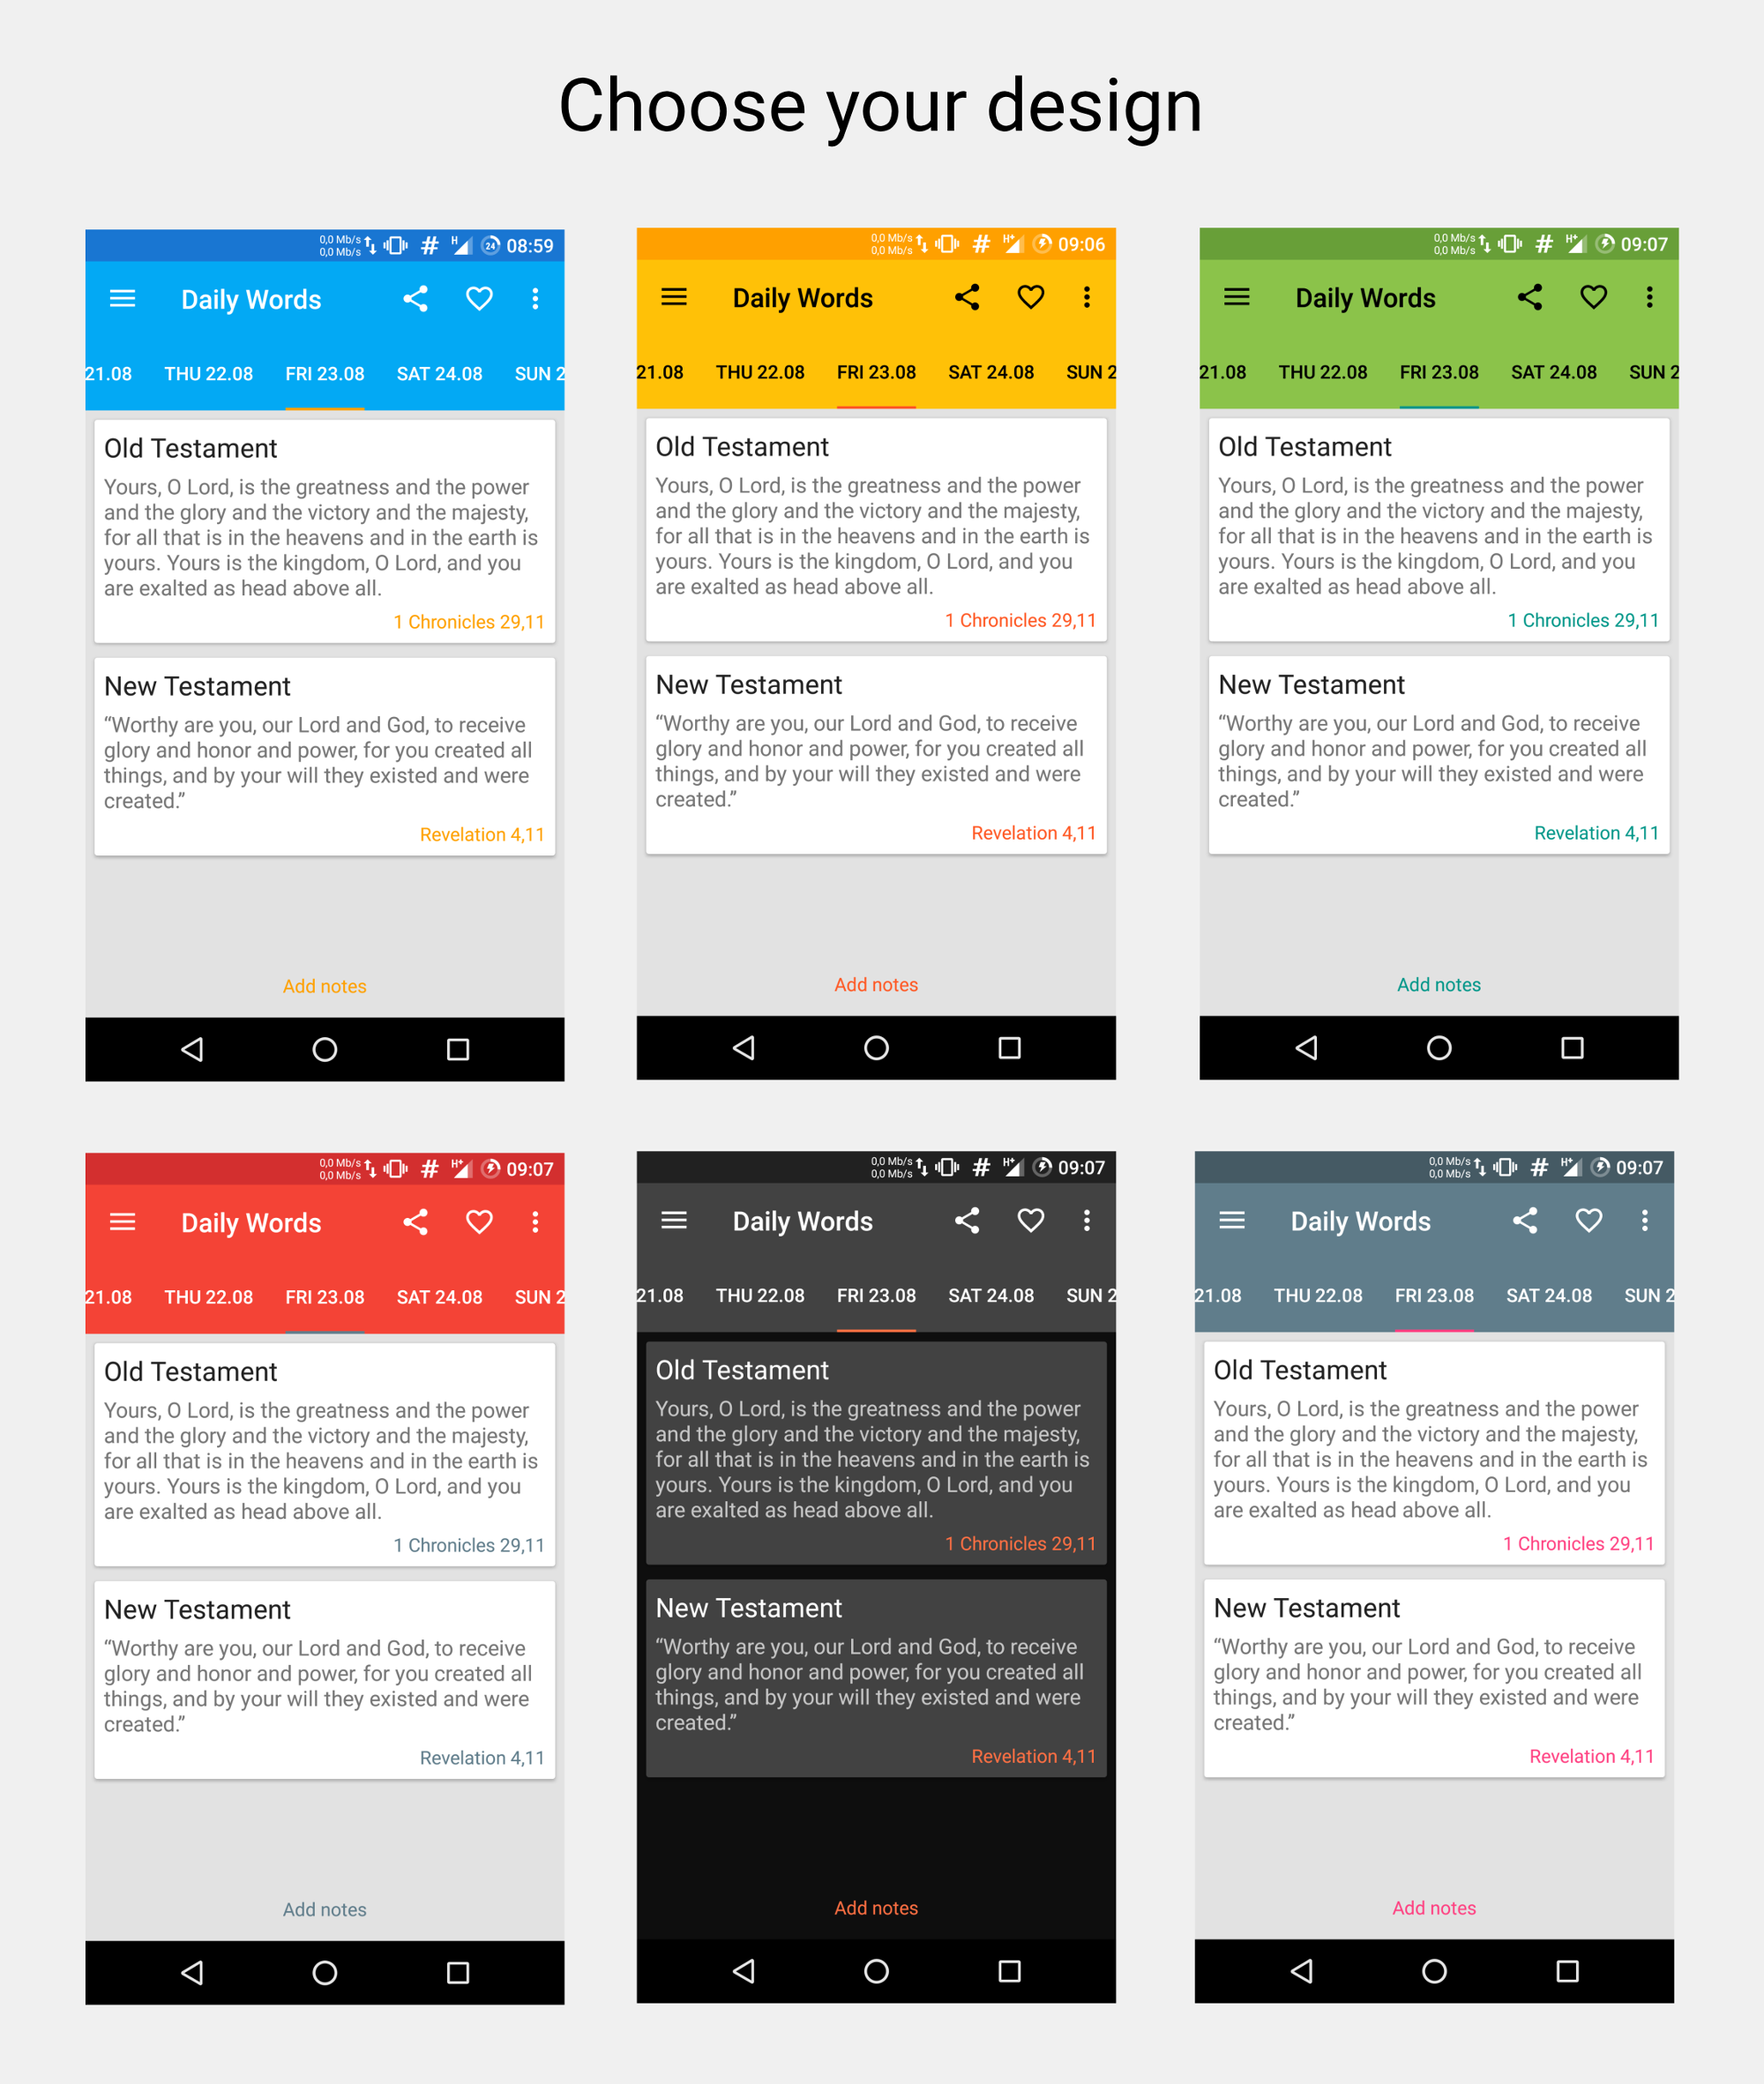 Choose your design
0,0 Mb/s
0,0 Mb/s
# H 24 08:59
Daily Words
21.08 THU 22.08 FRI 23.08 SAT 24.08 SUN 2
Old Testament
Yours, O Lord, is the greatness and the power
and the glory and the victory and the majesty,
for all that is in the heavens and in the earth is
yours. Yours is the kingdom, O Lord, and you
are exalted as head above all.
1 Chronicles 29,11
New Testament
“Worthy are you, our Lord and God, to receive
glory and honor and power, for you created all
things, and by your will they existed and were
created.”
Revelation 4,11
Add notes
0,0 Mb/s
0,0 Mb/s
# H+ 09:06
Daily Words
21.08 THU 22.08 FRI 23.08 SAT 24.08 SUN 2
Old Testament
Yours, O Lord, is the greatness and the power
and the glory and the victory and the majesty,
for all that is in the heavens and in the earth is
yours. Yours is the kingdom, O Lord, and you
are exalted as head above all.
1 Chronicles 29,11
New Testament
“Worthy are you, our Lord and God, to receive
glory and honor and power, for you created all
things, and by your will they existed and were
created.”
Revelation 4,11
Add notes
0,0 Mb/s
0,0 Mb/s
# H+ 09:07
Daily Words
21.08 THU 22.08 FRI 23.08 SAT 24.08 SUN 2
Old Testament
Yours, O Lord, is the greatness and the power
and the glory and the victory and the majesty,
for all that is in the heavens and in the earth is
yours. Yours is the kingdom, O Lord, and you
are exalted as head above all.
1 Chronicles 29,11
New Testament
“Worthy are you, our Lord and God, to receive
glory and honor and power, for you created all
things, and by your will they existed and were
created.”
Revelation 4,11
Add notes
0,0 Mb/s
0,0 Mb/s
# H+ 09:07
Daily Words
21.08 THU 22.08 FRI 23.08 SAT 24.08 SUN 2
Old Testament
Yours, O Lord, is the greatness and the power
and the glory and the victory and the majesty,
for all that is in the heavens and in the earth is
yours. Yours is the kingdom, O Lord, and you
are exalted as head above all.
1 Chronicles 29,11
New Testament
“Worthy are you, our Lord and God, to receive
glory and honor and power, for you created all
things, and by your will they existed and were
created.”
Revelation 4,11
Add notes
0,0 Mb/s
0,0 Mb/s
# H+ 09:07
Daily Words
21.08 THU 22.08 FRI 23.08 SAT 24.08 SUN 2
Old Testament
Yours, O Lord, is the greatness and the power
and the glory and the victory and the majesty,
for all that is in the heavens and in the earth is
yours. Yours is the kingdom, O Lord, and you
are exalted as head above all.
1 Chronicles 29,11
New Testament
“Worthy are you, our Lord and God, to receive
glory and honor and power, for you created all
things, and by your will they existed and were
created.”
Revelation 4,11
Add notes
0,0 Mb/s
0,0 Mb/s
# H+ 09:07
Daily Words
21.08 THU 22.08 FRI 23.08 SAT 24.08 SUN 2
Old Testament
Yours, O Lord, is the greatness and the power
and the glory and the victory and the majesty,
for all that is in the heavens and in the earth is
yours. Yours is the kingdom, O Lord, and you
are exalted as head above all.
1 Chronicles 29,11
New Testament
“Worthy are you, our Lord and God, to receive
glory and honor and power, for you created all
things, and by your will they existed and were
created.”
Revelation 4,11
Add notes